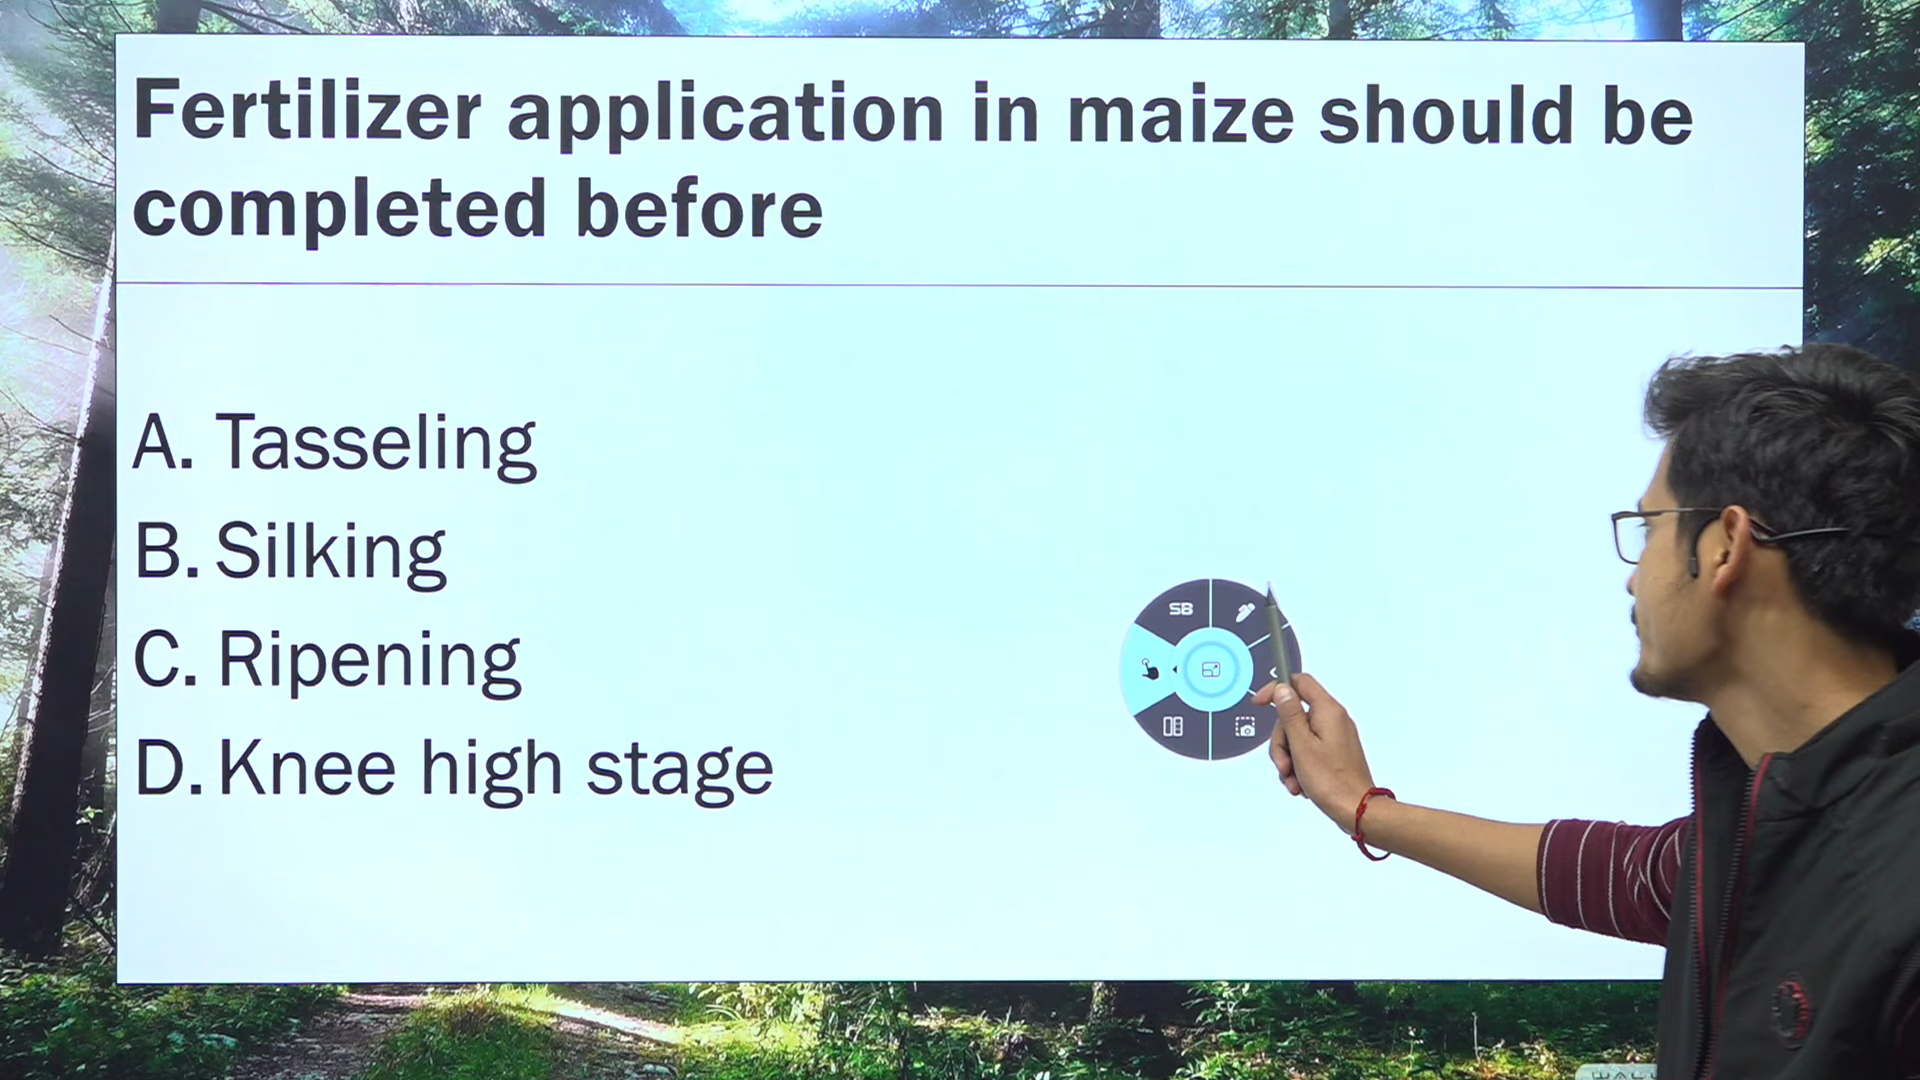 Fertilizer application in maize should be
completed before
A. Tasseling
B. Silking
C. Ripening
D. Knee high stage
SB